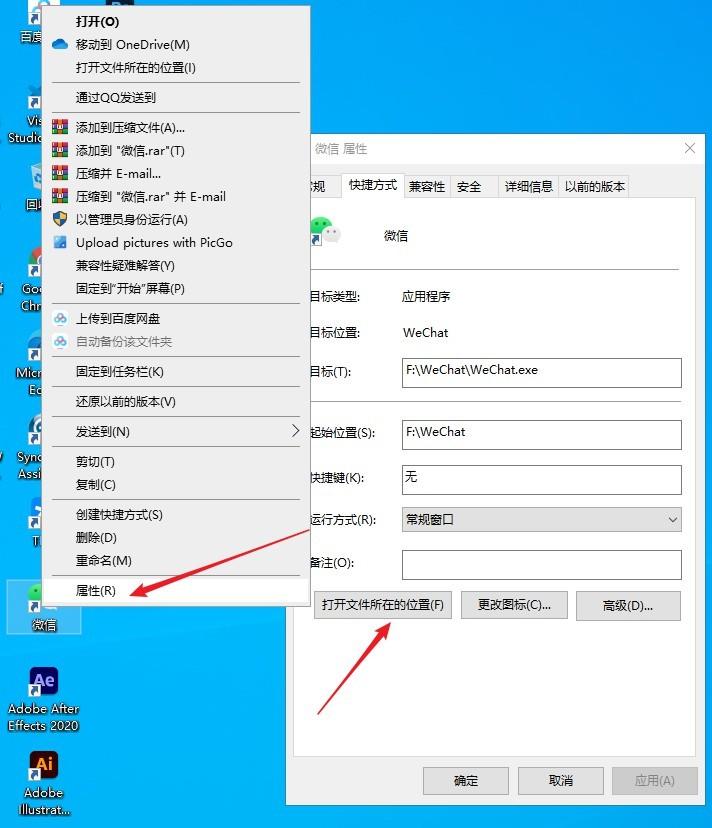 百度
Vis
Studio
回收
Goo
Chr
Micr
Ec
Sync
Assi
T
微信
Adobe After
Effects 2020
Adobe
Illustrat...
打开(O)
移动到 OneDrive(M)
打开文件所在的位置(I)
通过QQ发送到
添加到压缩文件(A)...
添加到 "微信.rar"(T)
压缩并 E-mail...
压缩到 "微信.rar" 并 E-mail
以管理员身份运行(A)
Upload pictures with PicGo
兼容性疑难解答(Y)
固定到"开始"屏幕(P)
上传到百度网盘
自动备份该文件夹
固定到任务栏(K)
还原以前的版本(V)
发送到(N)
剪切(T)
复制(C)
创建快捷方式(S)
删除(D)
重命名(M)
属性(R)
微信 属性
常规 快捷方式 兼容性 安全 详细信息 以前的版本
微信
目标类型: 应用程序
目标位置: WeChat
目标(T): F:\WeChat\WeChat.exe
起始位置(S): F:\WeChat
快捷键(K): 无
运行方式(R): 常规窗口
备注(O):
打开文件所在的位置(F) 更改图标(C)... 高级(D)...
确定 取消 应用(A)